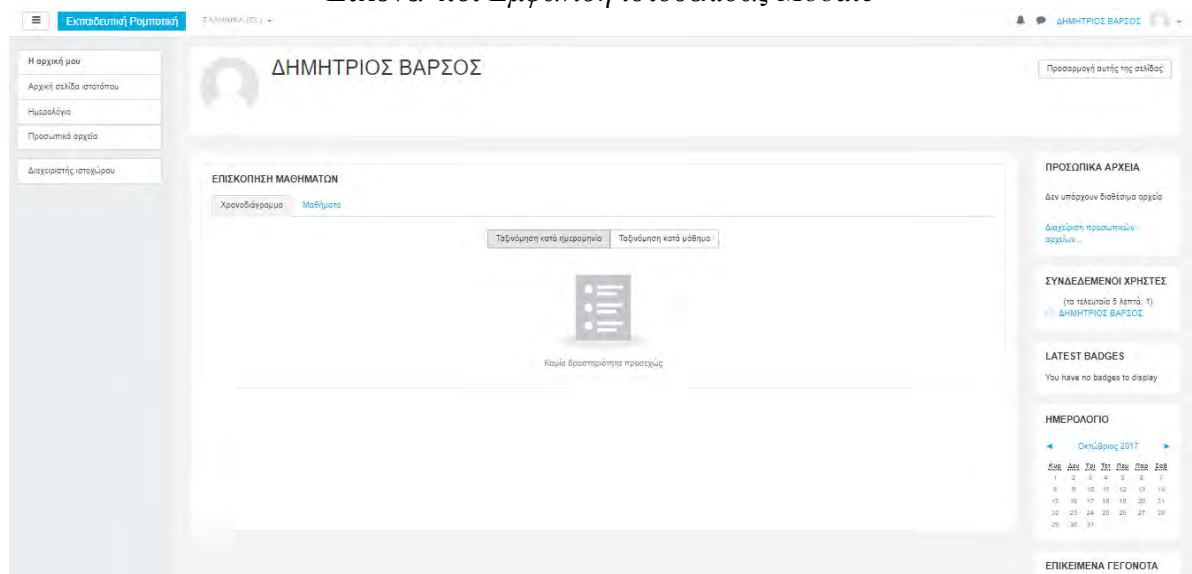 Εκπαιδευτική Ρομποτική
ΕΛΛΗΝΙΚΑ (EL)
ΔΗΜΗΤΡΙΟΣ ΒΑΡΣΟΣ
Η αρχική μου
Αρχική σελίδα ιστοτόπου
Ημερολόγιο
Προσωπικά αρχεία
Διαχειριστής ιστοχώρου
ΔΗΜΗΤΡΙΟΣ ΒΑΡΣΟΣ
Προσαρμογή αυτής της σελίδας
ΕΠΙΣΚΟΠΗΣΗ ΜΑΘΗΜΑΤΩΝ
Χρονοδιάγραμμα Μαθήματα
Ταξινόμηση κατά ημερομηνία Ταξινόμηση κατά μάθημα
Καμία δραστηριότητα προσεχώς
ΠΡΟΣΩΠΙΚΑ ΑΡΧΕΙΑ
Δεν υπάρχουν διαθέσιμα αρχεία
Διαχείριση προσωπικών
αρχείων...
ΣΥΝΔΕΔΕΜΕΝΟΙ ΧΡΗΣΤΕΣ
(τα τελευταία 5 λεπτά: 1)
ΔΗΜΗΤΡΙΟΣ ΒΑΡΣΟΣ
LATEST BADGES
You have no badges to display
ΗΜΕΡΟΛΟΓΙΟ
Οκτώβριος 2017
Κυρ Δευ Τρι Τετ Πεμ Παρ Σαβ
1 2 3 4 5 6 7
8 9 10 11 12 13 14
15 16 17 18 19 20 21
22 23 24 25 26 27 28
29 30 31
ΕΠΙΚΕΙΜΕΝΑ ΓΕΓΟΝΟΤΑ